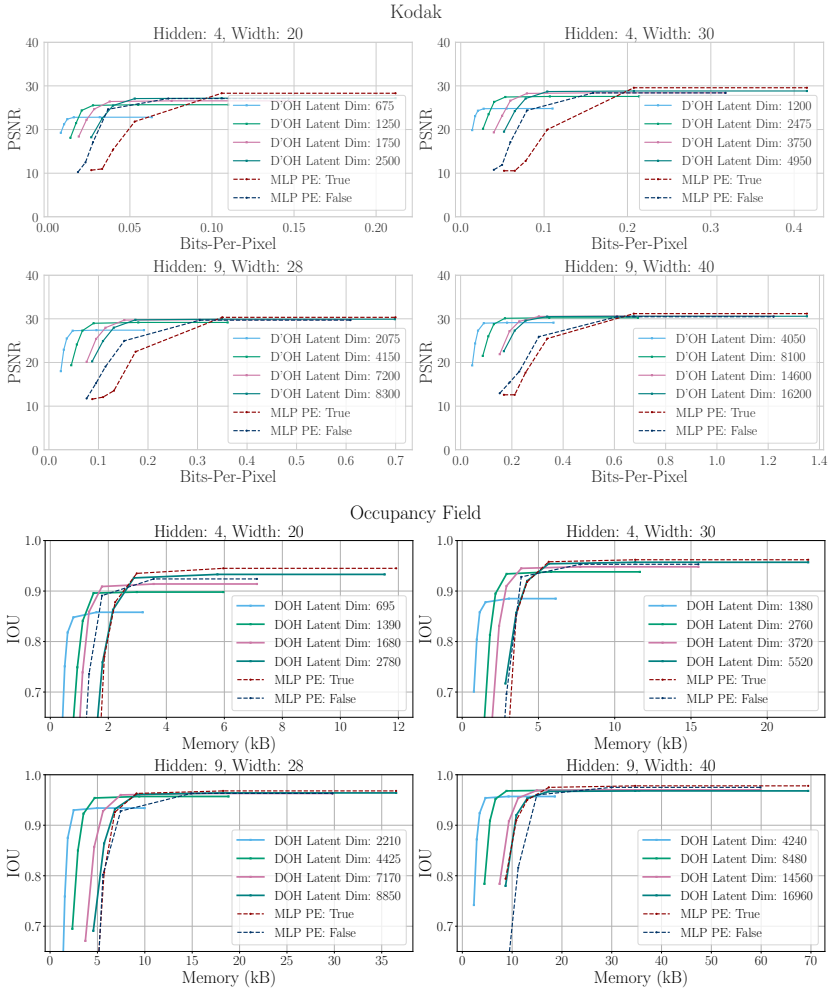 Kodak
Hidden: 4, Width: 20
PSNR
40
30
20
10
0
0.00 0.05 0.10 0.15 0.20
Bits-Per-Pixel
D'OH Latent Dim: 675
D'OH Latent Dim: 1250
D'OH Latent Dim: 1750
D'OH Latent Dim: 2500
MLP PE: True
MLP PE: False
Hidden: 4, Width: 30
PSNR
40
30
20
10
0
0.0 0.1 0.2 0.3 0.4
Bits-Per-Pixel
D'OH Latent Dim: 1200
D'OH Latent Dim: 2475
D'OH Latent Dim: 3750
D'OH Latent Dim: 4950
MLP PE: True
MLP PE: False
Hidden: 9, Width: 28
PSNR
40
30
20
10
0
0.0 0.1 0.2 0.3 0.4 0.5 0.6 0.7
Bits-Per-Pixel
D'OH Latent Dim: 2075
D'OH Latent Dim: 4150
D'OH Latent Dim: 7200
D'OH Latent Dim: 8300
MLP PE: True
MLP PE: False
Hidden: 9, Width: 40
PSNR
40
30
20
10
0
0.0 0.2 0.4 0.6 0.8 1.0 1.2 1.4
Bits-Per-Pixel
D'OH Latent Dim: 4050
D'OH Latent Dim: 8100
D'OH Latent Dim: 14600
D'OH Latent Dim: 16200
MLP PE: True
MLP PE: False
Occupancy Field
Hidden: 4, Width: 20
IOU
1.0
0.9
0.8
0.7
0 2 4 6 8 10 12
Memory (kB)
DOH Latent Dim: 695
DOH Latent Dim: 1390
DOH Latent Dim: 1680
DOH Latent Dim: 2780
MLP PE: True
MLP PE: False
Hidden: 4, Width: 30
IOU
1.0
0.9
0.8
0.7
0 5 10 15 20
Memory (kB)
DOH Latent Dim: 1380
DOH Latent Dim: 2760
DOH Latent Dim: 3720
DOH Latent Dim: 5520
MLP PE: True
MLP PE: False
Hidden: 9, Width: 28
IOU
1.0
0.9
0.8
0.7
0 5 10 15 20 25 30 35
Memory (kB)
DOH Latent Dim: 2210
DOH Latent Dim: 4425
DOH Latent Dim: 7170
DOH Latent Dim: 8850
MLP PE: True
MLP PE: False
Hidden: 9, Width: 40
IOU
1.0
0.9
0.8
0.7
0 10 20 30 40 50 60 70
Memory (kB)
DOH Latent Dim: 4240
DOH Latent Dim: 8480
DOH Latent Dim: 14560
DOH Latent Dim: 16960
MLP PE: True
MLP PE: False